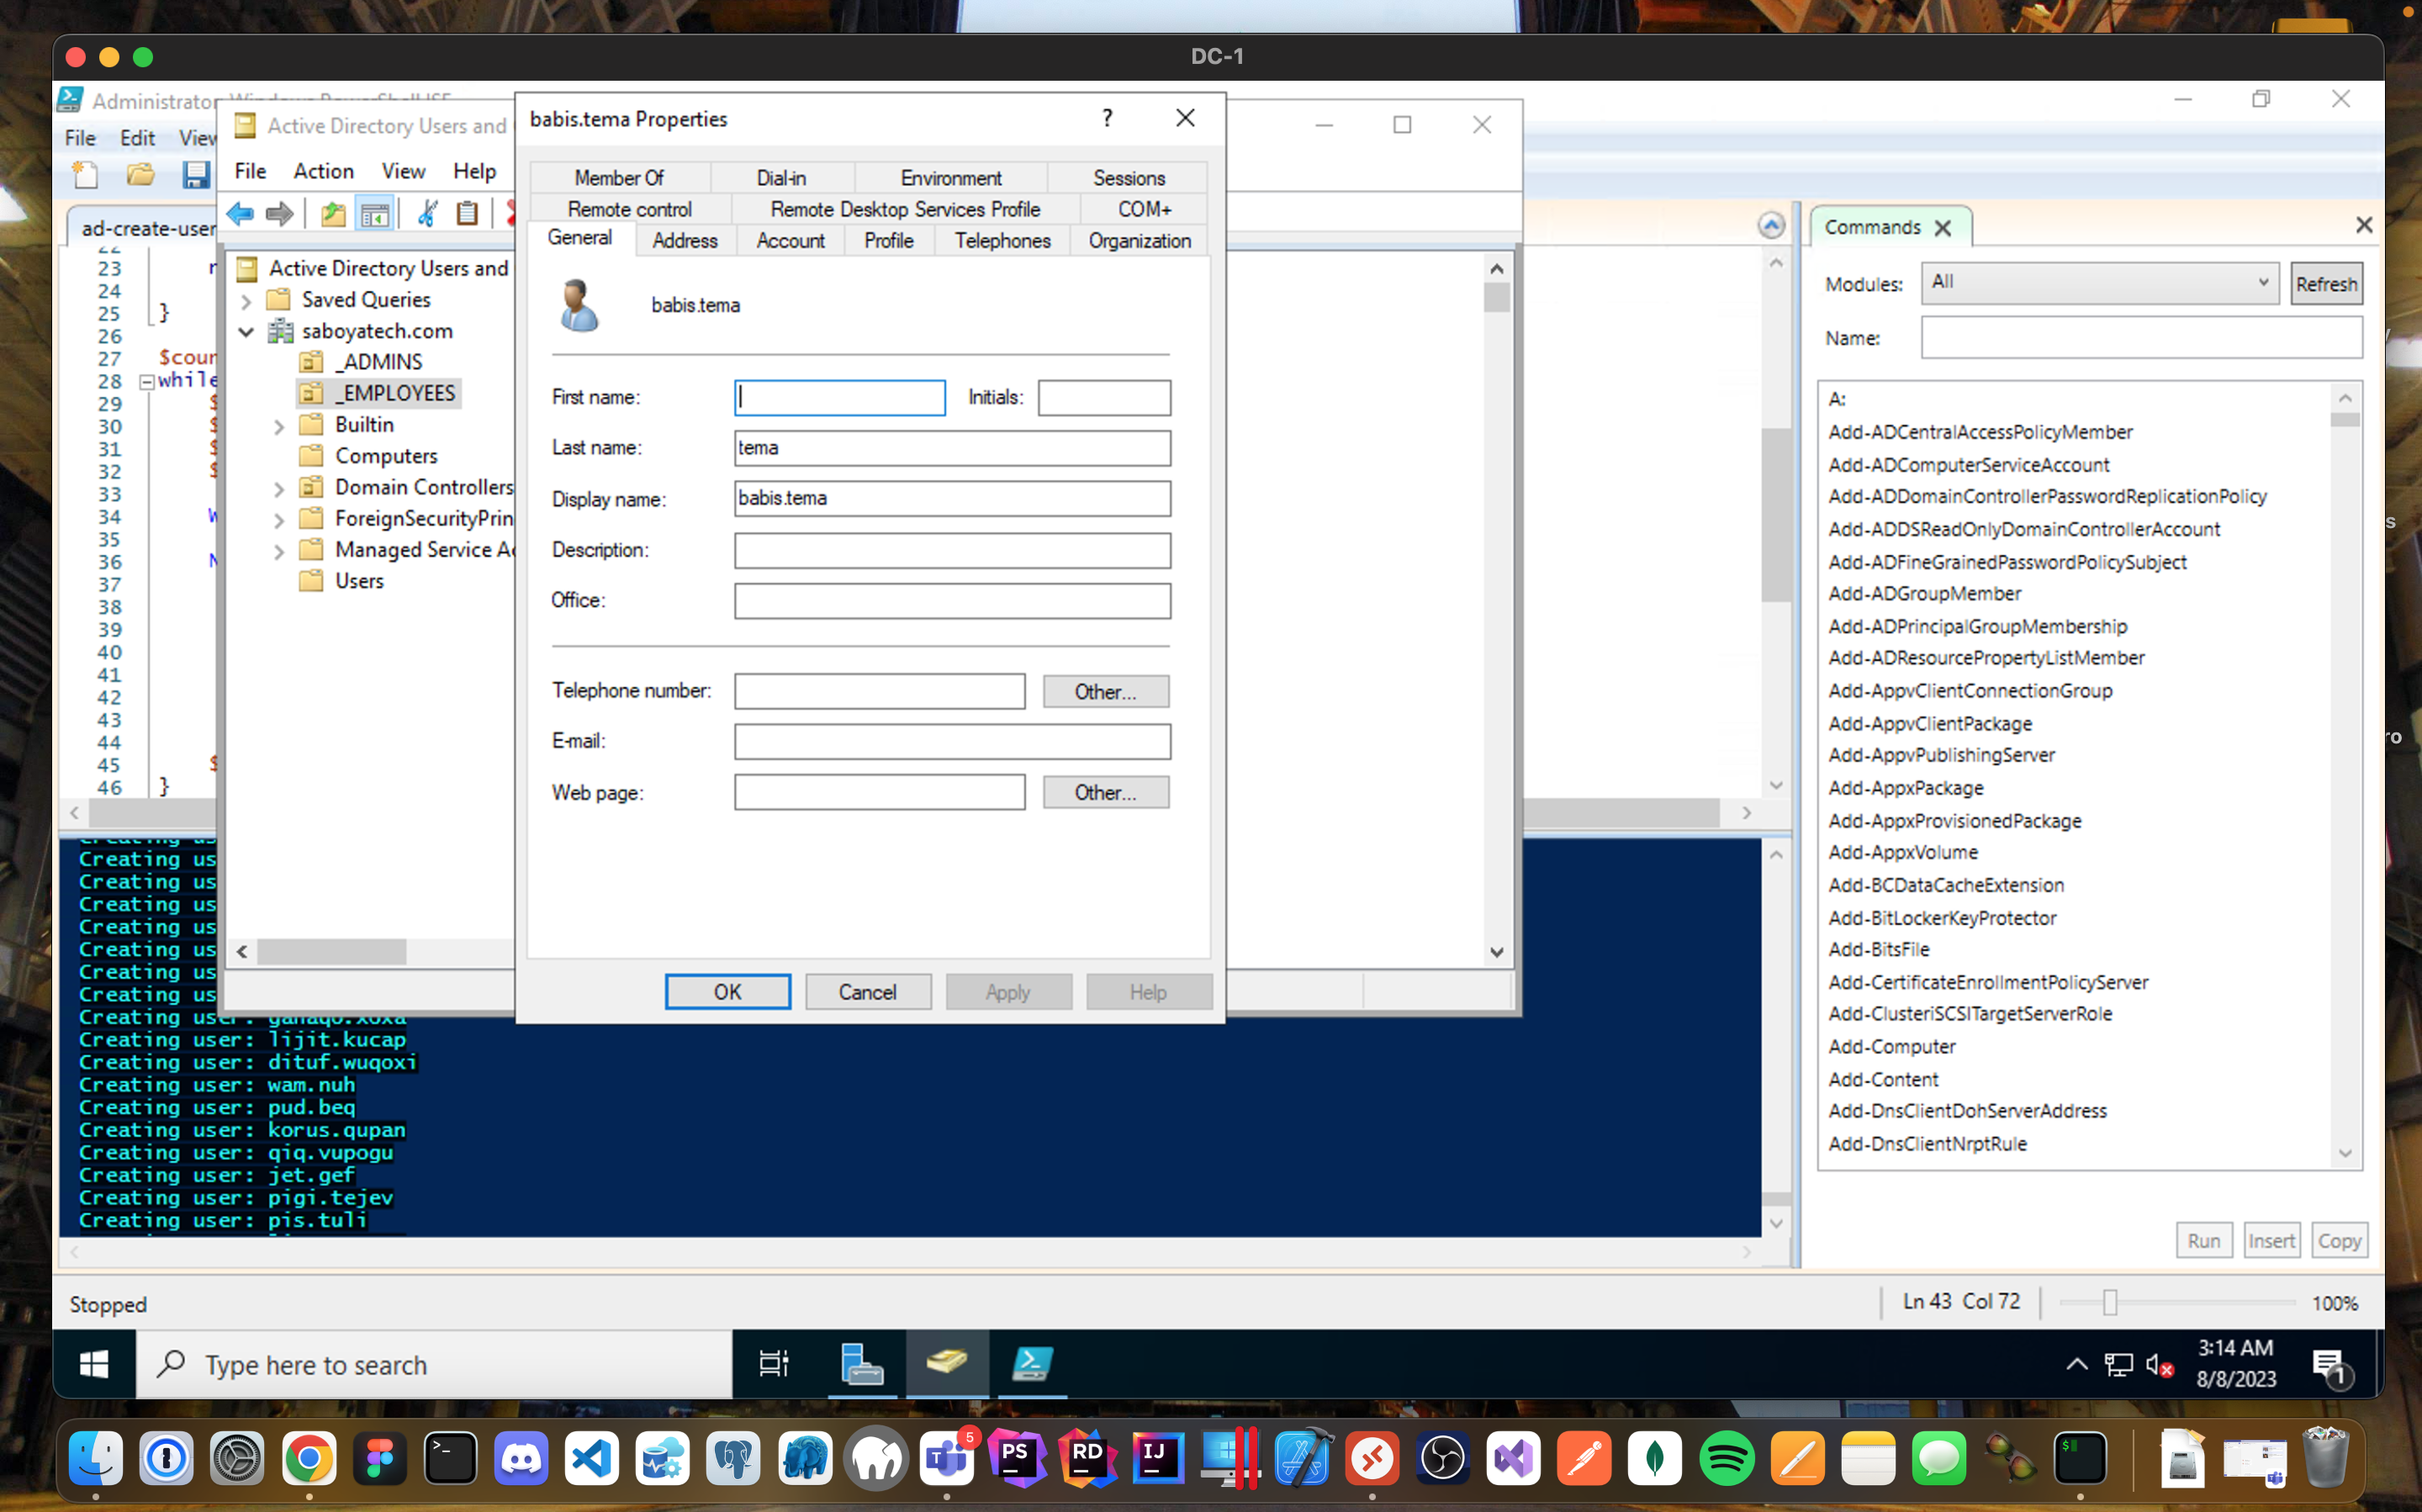 DC-1
Administrator
File Edit View
ad-create-user
22
23
24
25 }
26
27 $coun
28 while
29 $
30 $
31 $
32 $
33
34 W
35
36 N
37
38
39
40
41
42
43
44
45 $
46 }
Active Directory Users and
File Action View Help
Active Directory Users and
Saved Queries
saboyatech.com
_ADMINS
_EMPLOYEES
Builtin
Computers
Domain Controllers
ForeignSecurityPrin
Managed Service Ac
Users
babis.tema Properties
?
Member Of Dial-in Environment Sessions
Remote control Remote Desktop Services Profile COM+
General Address Account Profile Telephones Organization
babis.tema
First name: Initials:
Last name: tema
Display name: babis.tema
Description:
Office:
Telephone number: Other...
E-mail:
Web page: Other...
OK Cancel Apply Help
Creating us
Creating us
Creating us
Creating us
Creating us
Creating us
Creating us
Creating user: ganaqo.xoxa
Creating user: lijit.kucap
Creating user: dituf.wuqoxi
Creating user: wam.nuh
Creating user: pud.beq
Creating user: korus.qupan
Creating user: qiq.vupogu
Creating user: jet.gef
Creating user: pigi.tejev
Creating user: pis.tuli
Commands
Modules: All Refresh
Name:
A:
Add-ADCentralAccessPolicyMember
Add-ADComputerServiceAccount
Add-ADDomainControllerPasswordReplicationPolicy
Add-ADDSReadOnlyDomainControllerAccount
Add-ADFineGrainedPasswordPolicySubject
Add-ADGroupMember
Add-ADPrincipalGroupMembership
Add-ADResourcePropertyListMember
Add-AppvClientConnectionGroup
Add-AppvClientPackage
Add-AppvPublishingServer
Add-AppxPackage
Add-AppxProvisionedPackage
Add-AppxVolume
Add-BCDataCacheExtension
Add-BitLockerKeyProtector
Add-BitsFile
Add-CertificateEnrollmentPolicyServer
Add-ClusteriSCSITargetServerRole
Add-Computer
Add-Content
Add-DnsClientDohServerAddress
Add-DnsClientNrptRule
Run Insert Copy
Stopped
Ln 43 Col 72
100%
Type here to search
3:14 AM
8/8/2023
1
5
PS
RD
IJ